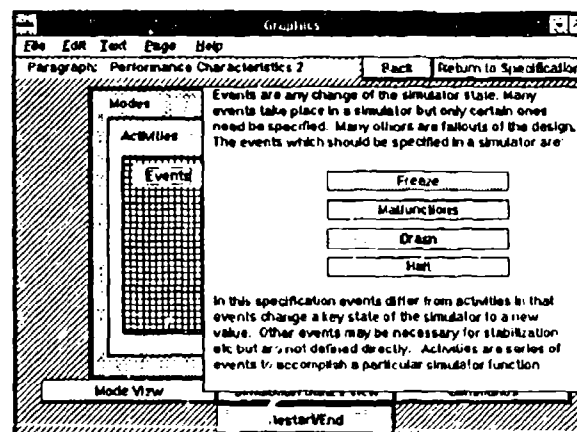 Graphics
File Edit Text Page Help
Paragraph: Performance Characteristics 2 Back Return to Specification
Modes
Activities
Events
Events are any change of the simulator state. Many
events take place in a simulator but only certain ones
need be specified. Many others are fallouts of the design.
The events which should be specified in a simulator are:
Freeze
Malfunctions
Crash
Halt
In this specification events differ from activities in that
events change a key state of the simulator to a new
value. Other events may be necessary for stabilization
etc but are not defined directly. Activities are series of
events to accomplish a particular simulator function
Mode View
Restart/End